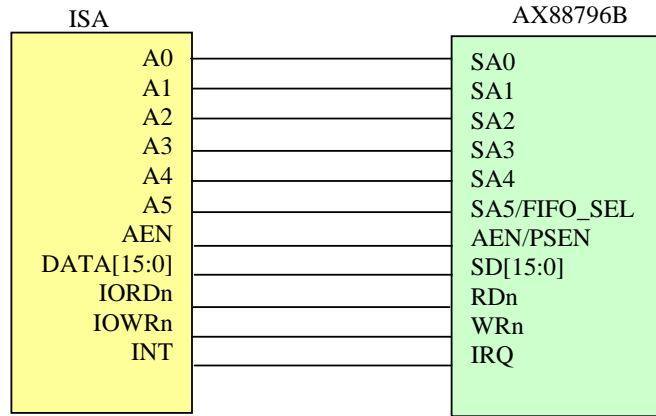 ISA
AX88796B
A0
SA0
A1
SA1
A2
SA2
A3
SA3
A4
SA4
A5
SA5/FIFO_SEL
AEN
AEN/PSEN
DATA[15:0]
SD[15:0]
IORDn
RDn
IOWRn
WRn
INT
IRQ